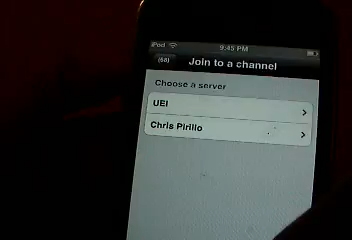 iPod 9:45 PM
(68) Join to a channel
Choose a server
UEI
Chris Pirillo